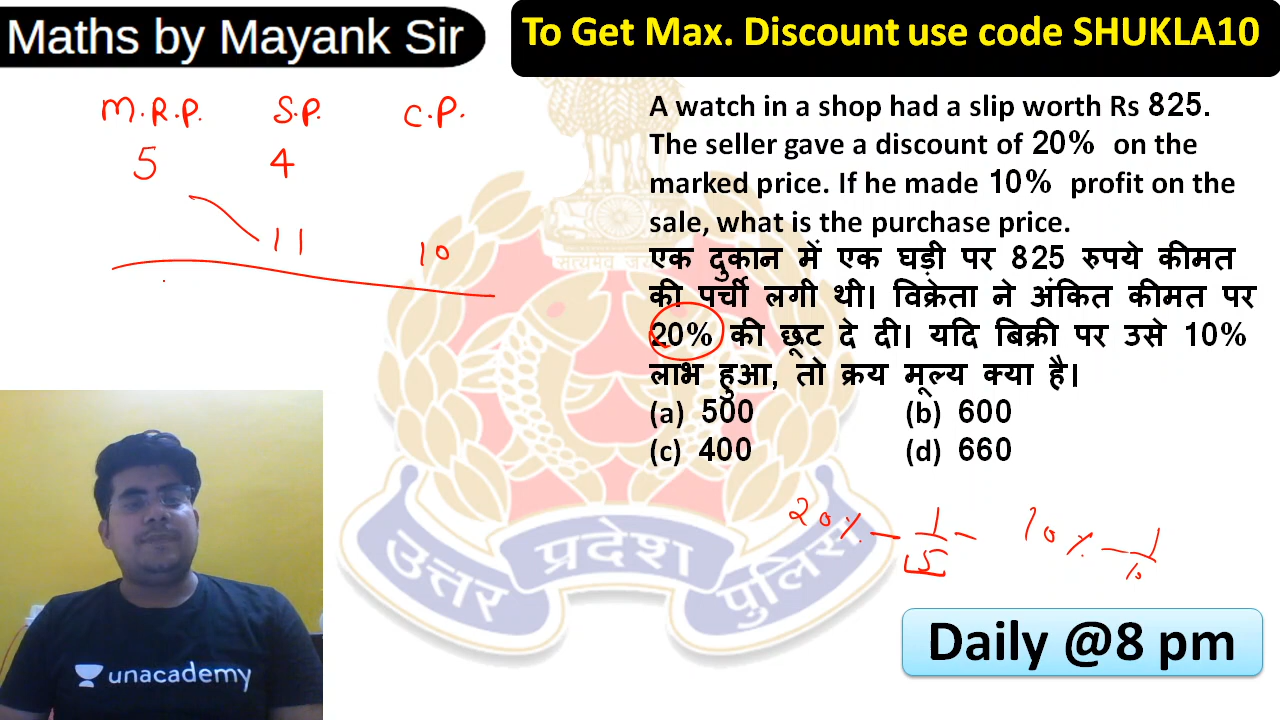 Maths by Mayank Sir
To Get Max. Discount use code SHUKLA10
M.R.P. S.P. C.P.
5 4
11 10
A watch in a shop had a slip worth Rs 825.
The seller gave a discount of 20% on the
marked price. If he made 10% profit on the
sale, what is the purchase price.
एक दुकान में एक घड़ी पर 825 रुपये कीमत
की पर्ची लगी थी। विक्रेता ने अंकित कीमत पर
20% की छूट दे दी। यदि बिक्री पर उसे 10%
लाभ हुआ, तो क्रय मूल्य क्या है।
(a) 500 (b) 600
(c) 400 (d) 660
20% – 1/5 – 10% – 1/10
उत्तर प्रदेश पुलिस
unacademy
Daily @8 pm